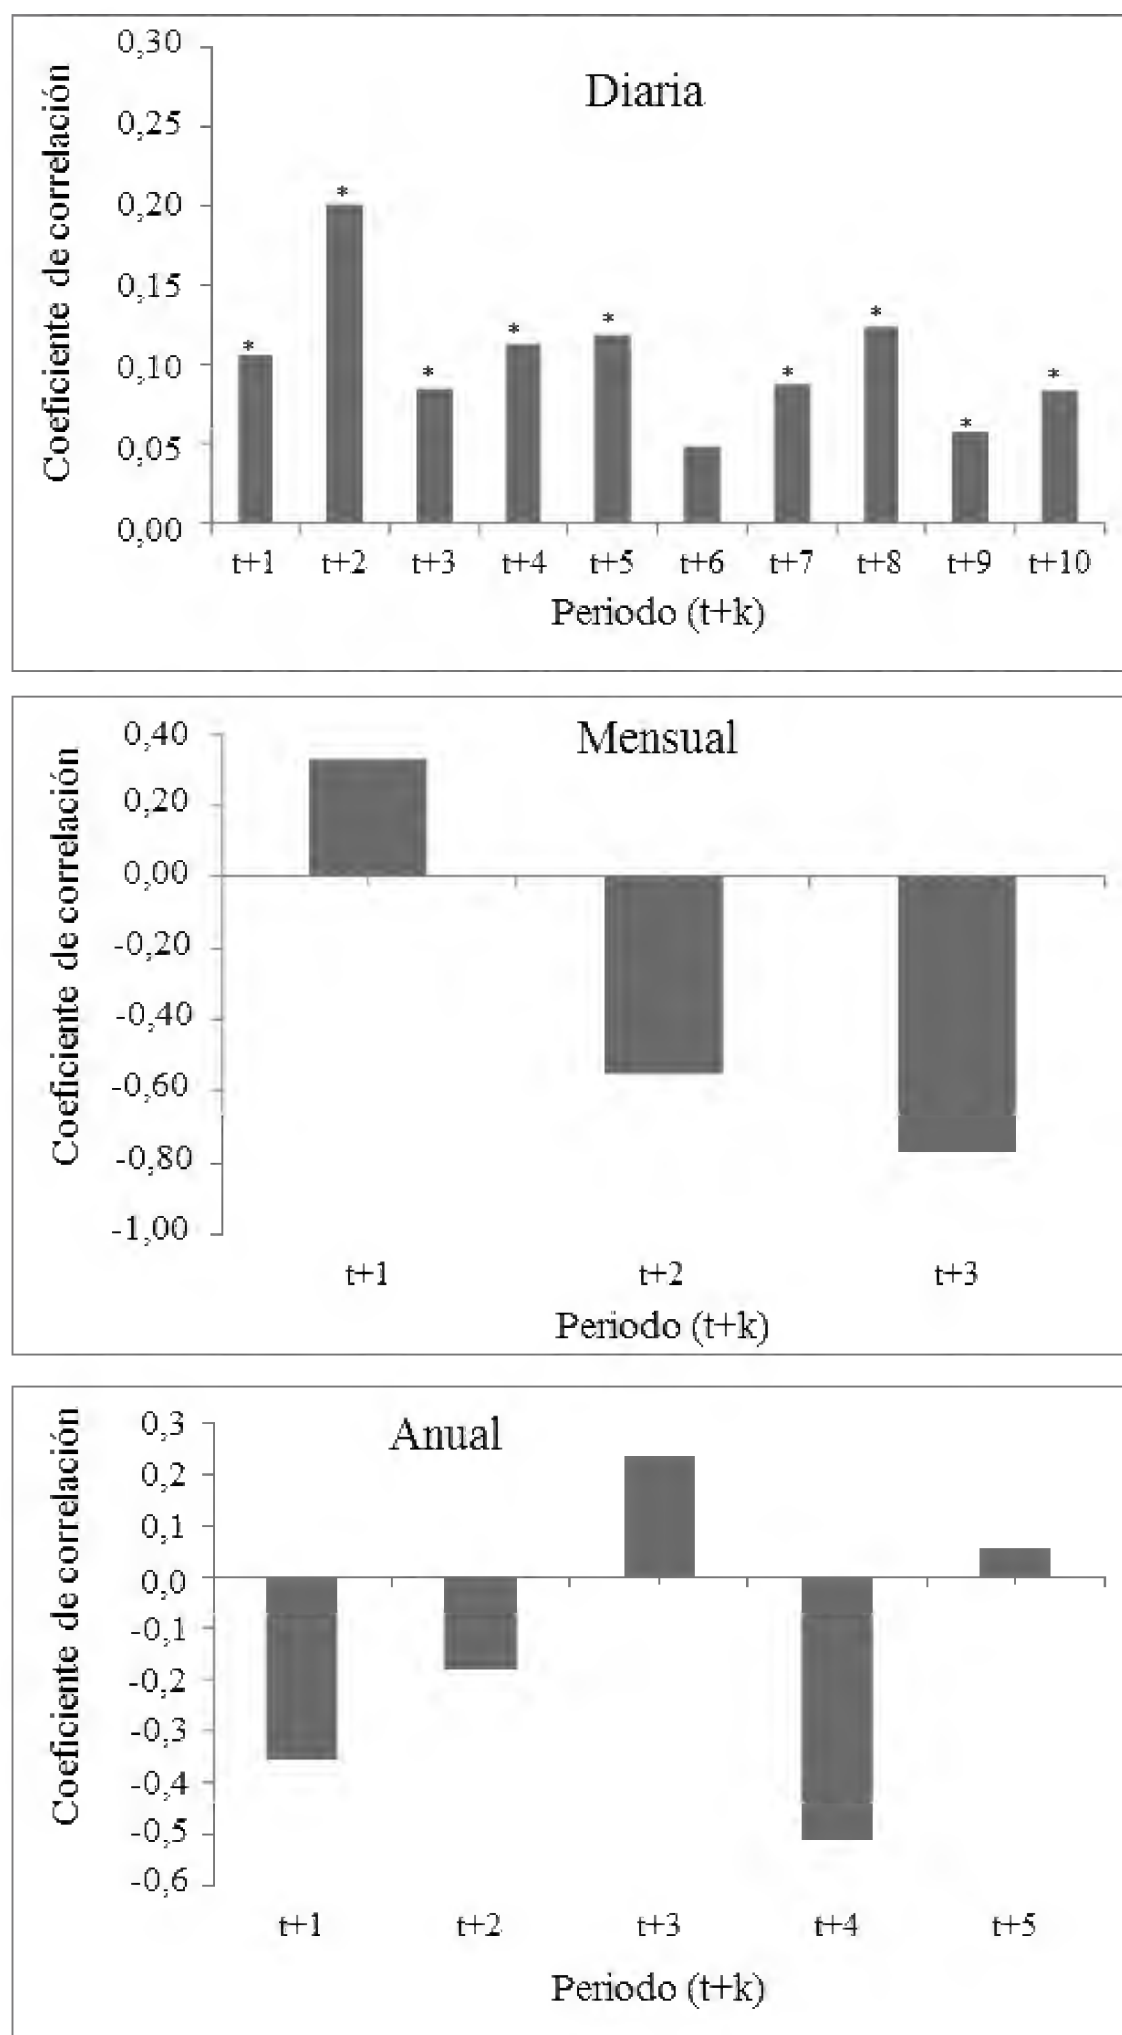 Diaria
Coeficiente de correlación
0,30
0,25
0,20
0,15
0,10
0,05
0,00
* * * * * * * * *
t+1 t+2 t+3 t+4 t+5 t+6 t+7 t+8 t+9 t+10
Periodo (t+k)
Mensual
Coeficiente de correlación
0,40
0,20
0,00
-0,20
-0,40
-0,60
-0,80
-1,00
t+1 t+2 t+3
Periodo (t+k)
Anual
Coeficiente de correlación
0,3
0,2
0,1
0,0
-0,1
-0,2
-0,3
-0,4
-0,5
-0,6
t+1 t+2 t+3 t+4 t+5
Periodo (t+k)